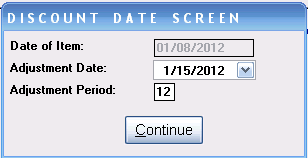 DISCOUNT DATE SCREEN
Date of Item: 01/08/2012
Adjustment Date: 1/15/2012
Adjustment Period: 12
Continue